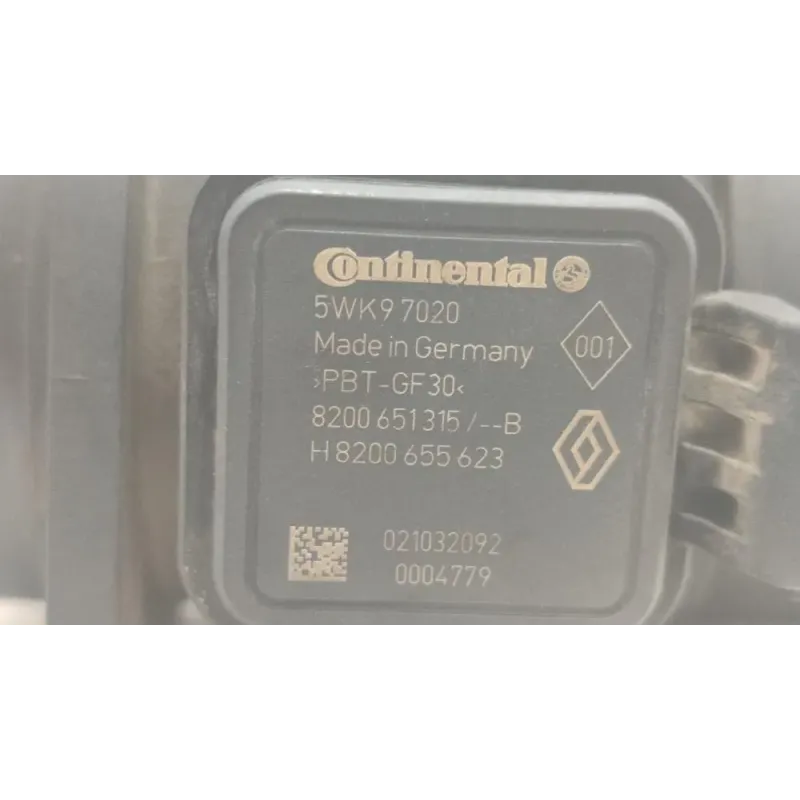 Continental
5WK9 7020
Made in Germany
001
>PBT-GF30<
8200 651 315 /--B
H 8200 655 623
021032092
0004779